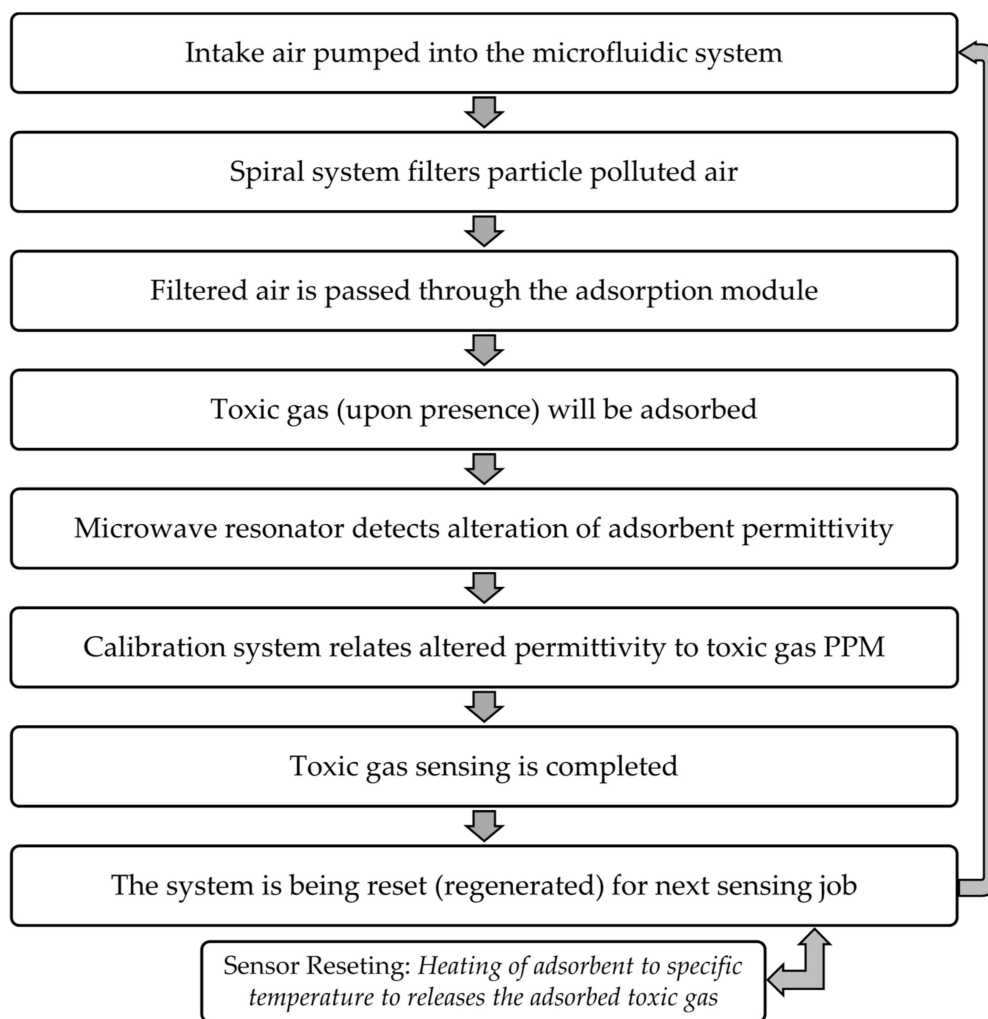 Intake air pumped into the microfluidic system
Spiral system filters particle polluted air
Filtered air is passed through the adsorption module
Toxic gas (upon presence) will be adsorbed
Microwave resonator detects alteration of adsorbent permittivity
Calibration system relates altered permittivity to toxic gas PPM
Toxic gas sensing is completed
The system is being reset (regenerated) for next sensing job
Sensor Reseting: Heating of adsorbent to specific
temperature to releases the adsorbed toxic gas